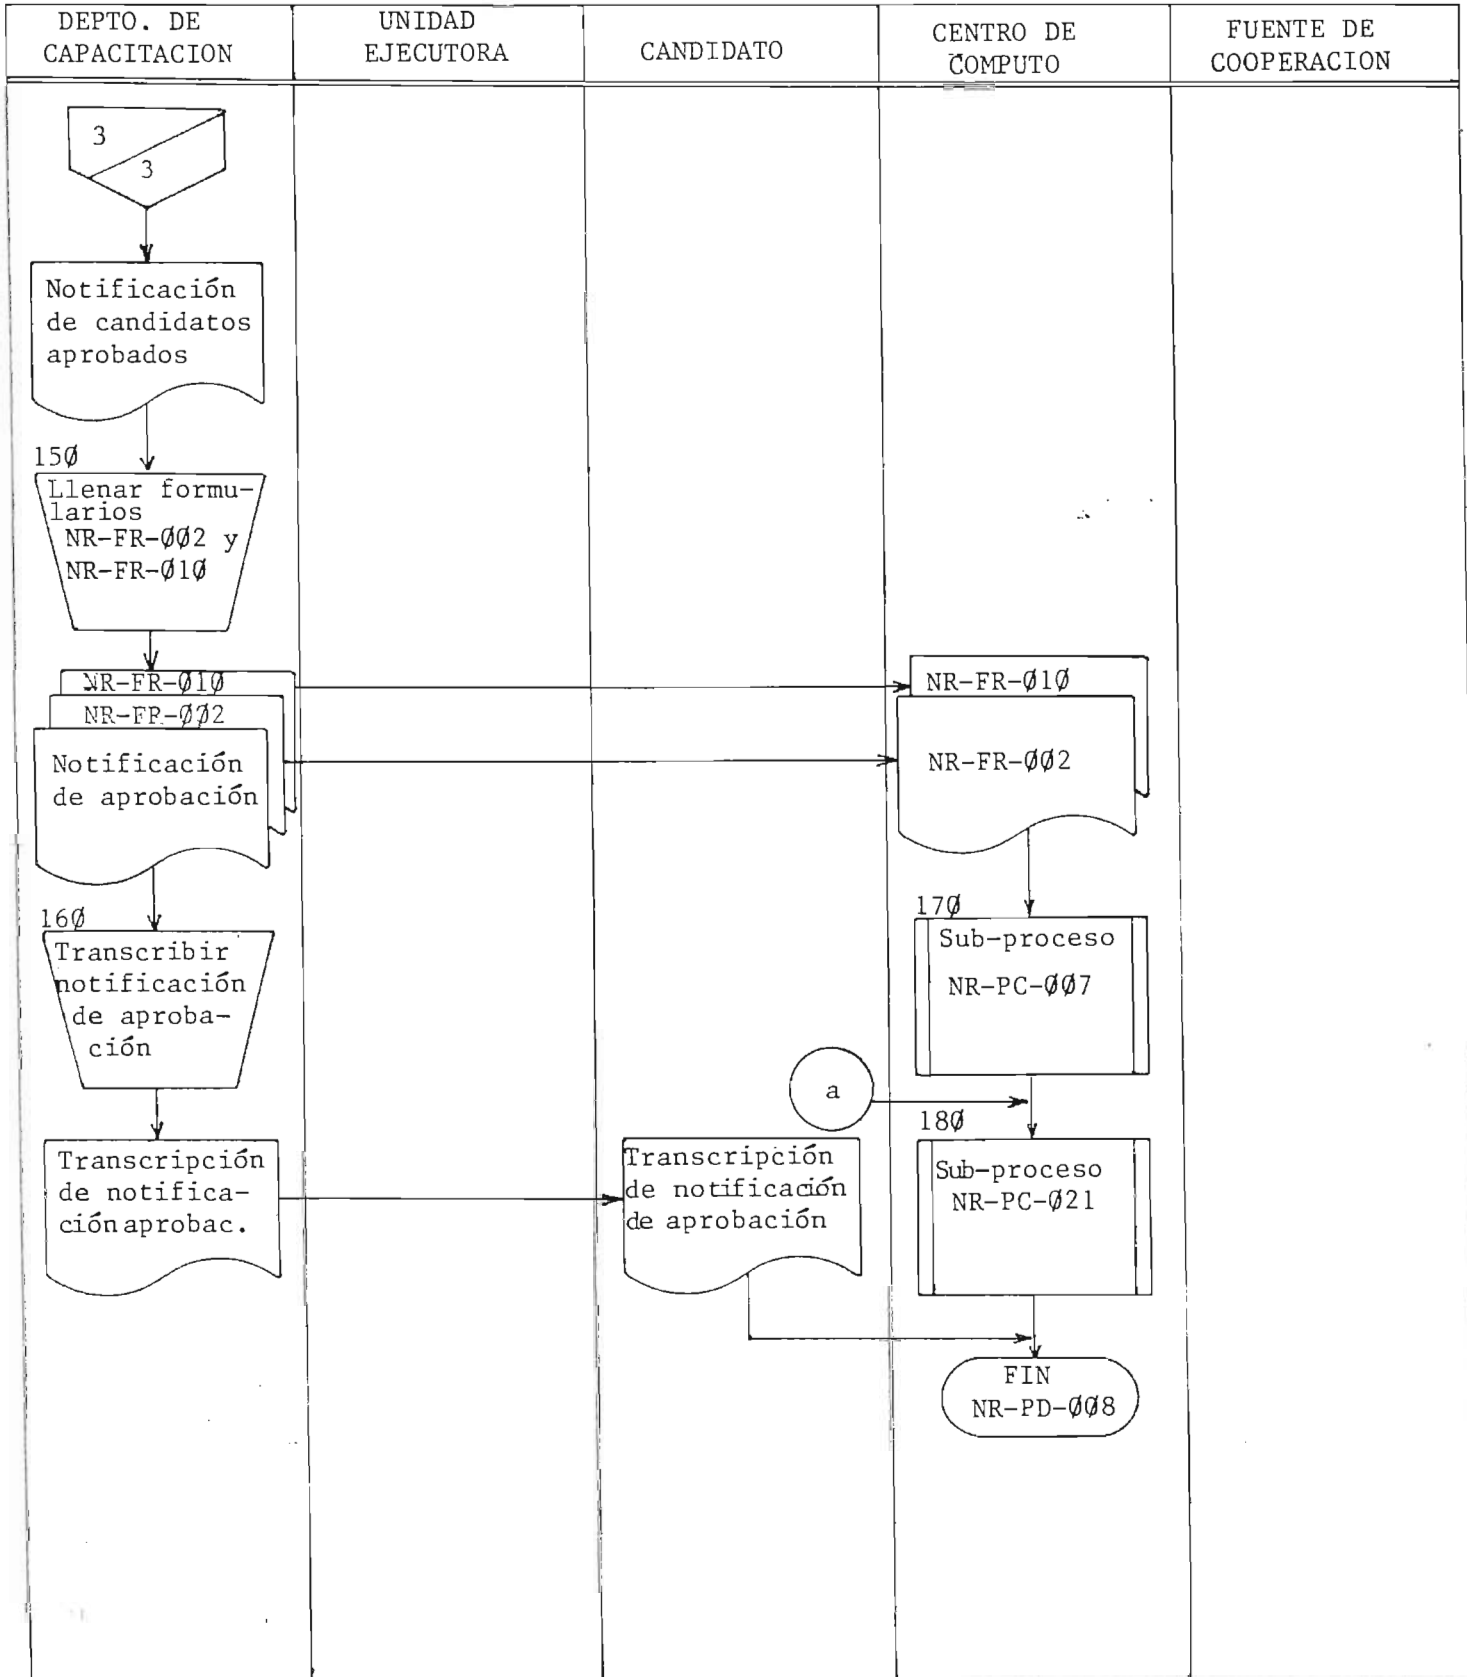 DEPTO. DE
CAPACITACION
UNIDAD
EJECUTORA
CANDIDATO
CENTRO DE
COMPUTO
FUENTE DE
COOPERACION
3
3
Notificación
de candidatos
aprobados
15Ø
Llenar formu-
larios
NR-FR-ØØ2 y
NR-FR-Ø1Ø
NR-FR-Ø1Ø
NR-FR-ØØ2
Notificación
de aprobación
NR-FR-Ø1Ø
NR-FR-ØØ2
16Ø
Transcribir
notificación
de aproba-
ción
17Ø
Sub-proceso
NR-PC-ØØ7
a
18Ø
Sub-proceso
NR-PC-Ø21
Transcripción
de notifica-
ción aprobac.
Transcripción
de notificación
de aprobación
FIN
NR-PD-ØØ8